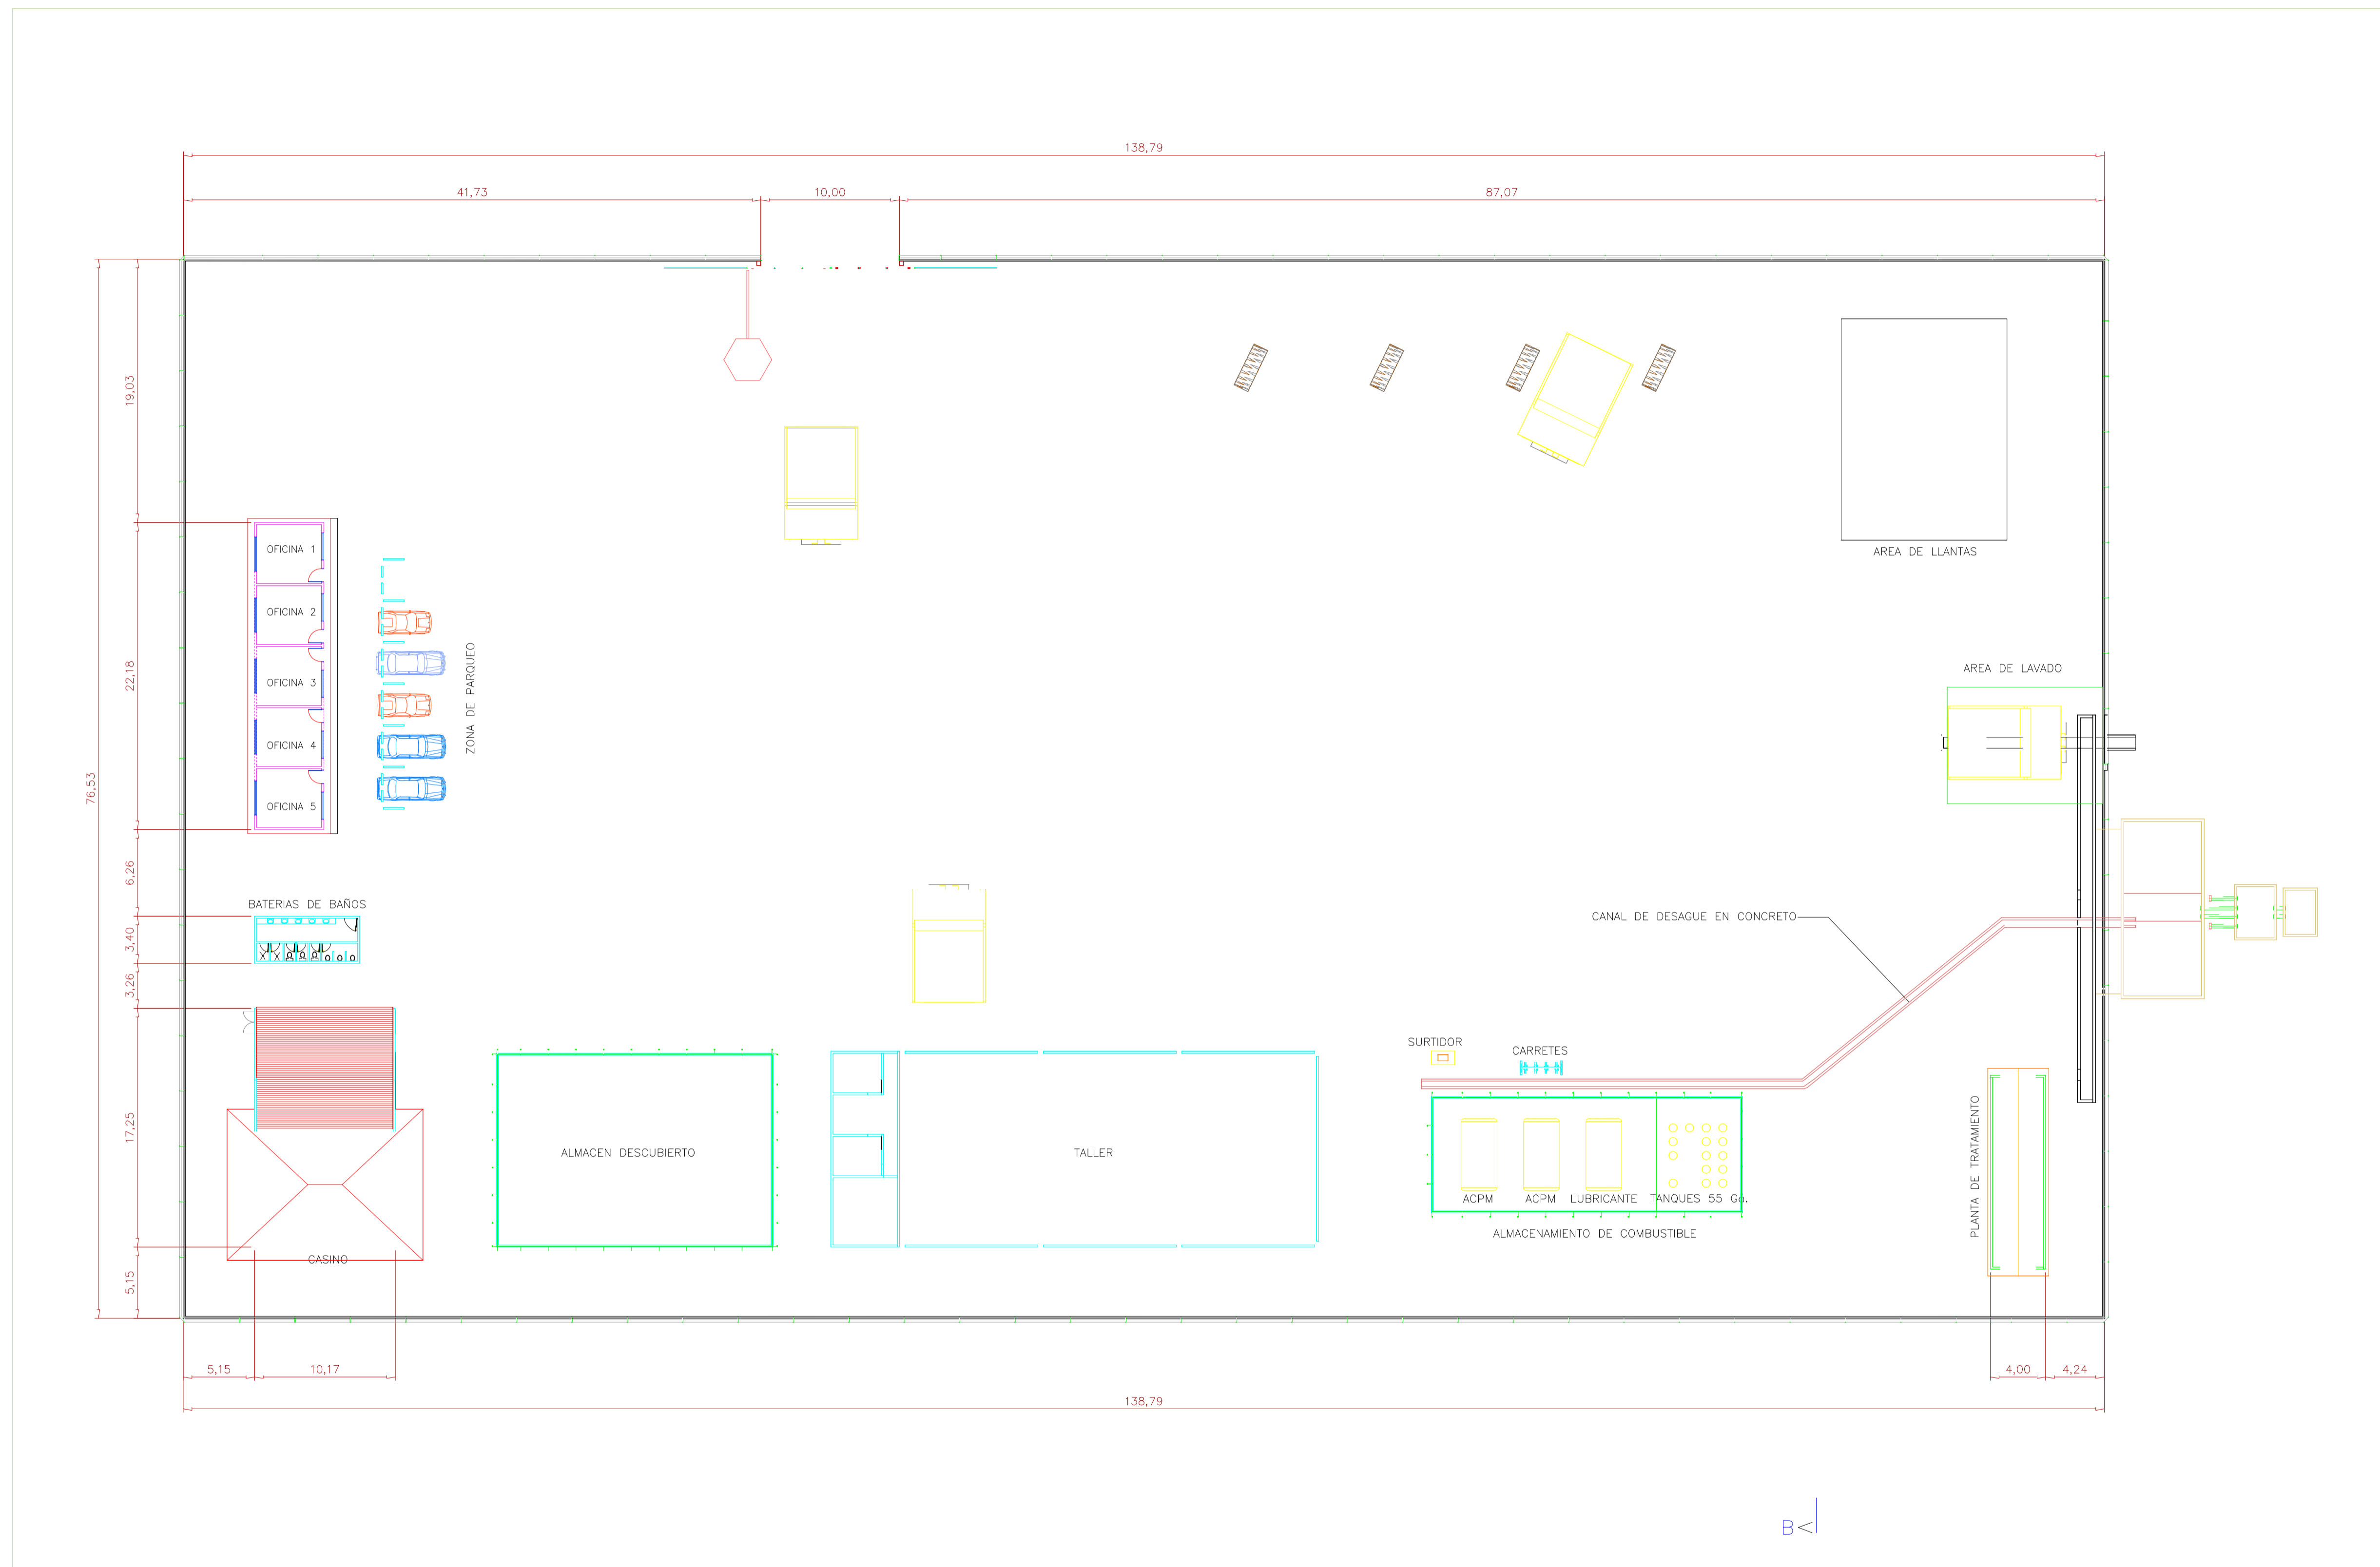 138,79
41,73
10,00
87,07
19,03
22,18
76,53
6,26
3,40
3,26
17,25
5,15
OFICINA 1
OFICINA 2
OFICINA 3
OFICINA 4
OFICINA 5
ZONA DE PARQUEO
AREA DE LLANTAS
AREA DE LAVADO
BATERIAS DE BAÑOS
CANAL DE DESAGUE EN CONCRETO
SURTIDOR
CARRETES
ALMACEN DESCUBIERTO
TALLER
ACPM
ACPM
LUBRICANTE
TANQUES 55 Ga.
ALMACENAMIENTO DE COMBUSTIBLE
PLANTA DE TRATAMIENTO
CASINO
5,15
10,17
4,00
4,24
138,79
B